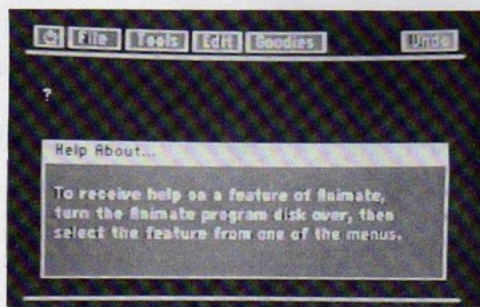 File Tools Edit Goodies Undo
?
Help About...
To receive help on a feature of Animate,
turn the Animate program disk over, then
select the feature from one of the menus.